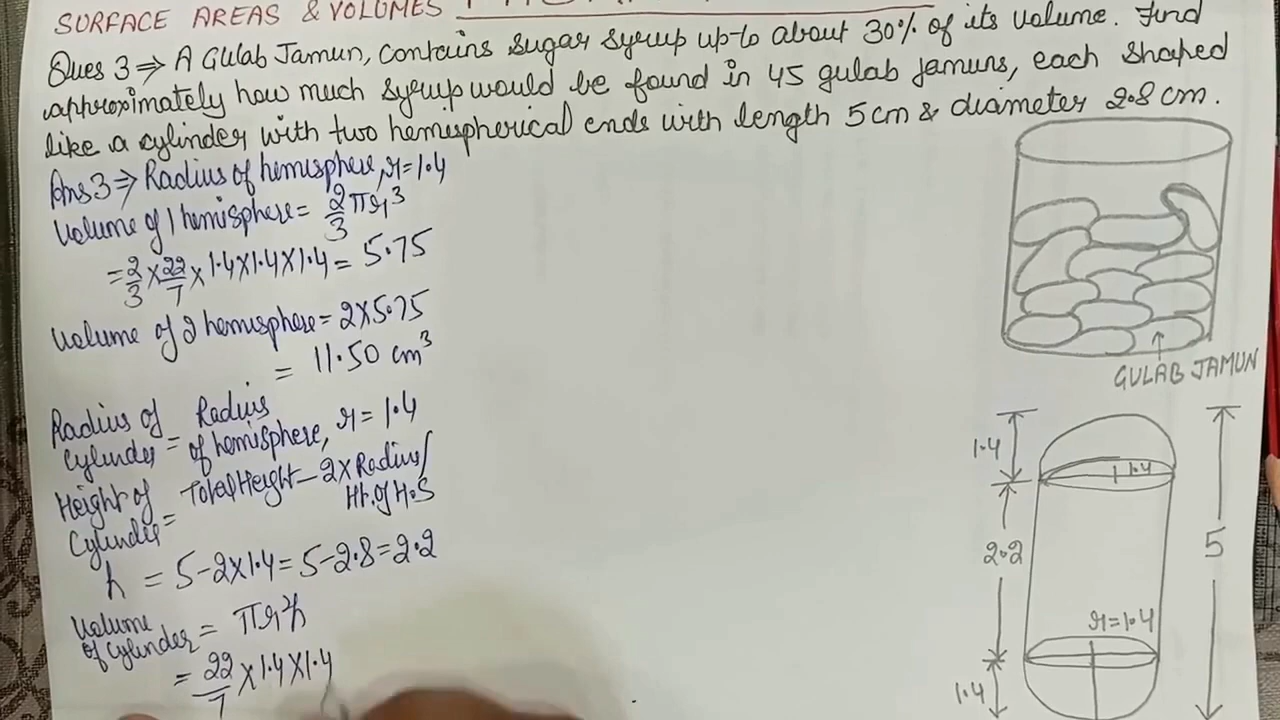 SURFACE AREAS & VOLUMES
Ques 3 ⇒ A Gulab Jamun, contains sugar syrup up-to about 30% of its volume. Find
approximately how much syrup would be found in 45 gulab jamuns, each shaped
like a cylinder with two hemispherical ends with length 5cm & diameter 2.8cm.
Ans 3 ⇒ Radius of hemisphere, r = 1.4
Volume of 1 hemisphere = 2/3 πr³
= 2/3 × 22/7 × 1.4 × 1.4 × 1.4 = 5.75
Volume of 2 hemisphere = 2 × 5.75
= 11.50 cm³
Radius of Cylinder = Radius of hemisphere, r = 1.4
Height of Cylinder = Total Height – 2 × Radius/Ht. of H.S
h = 5 – 2 × 1.4 = 5 – 2.8 = 2.2
Volume of Cylinder = πr²h
= 22/7 × 1.4 × 1.4
GULAB JAMUN
1.4
1.4
2.2
5
r = 1.4
1.4